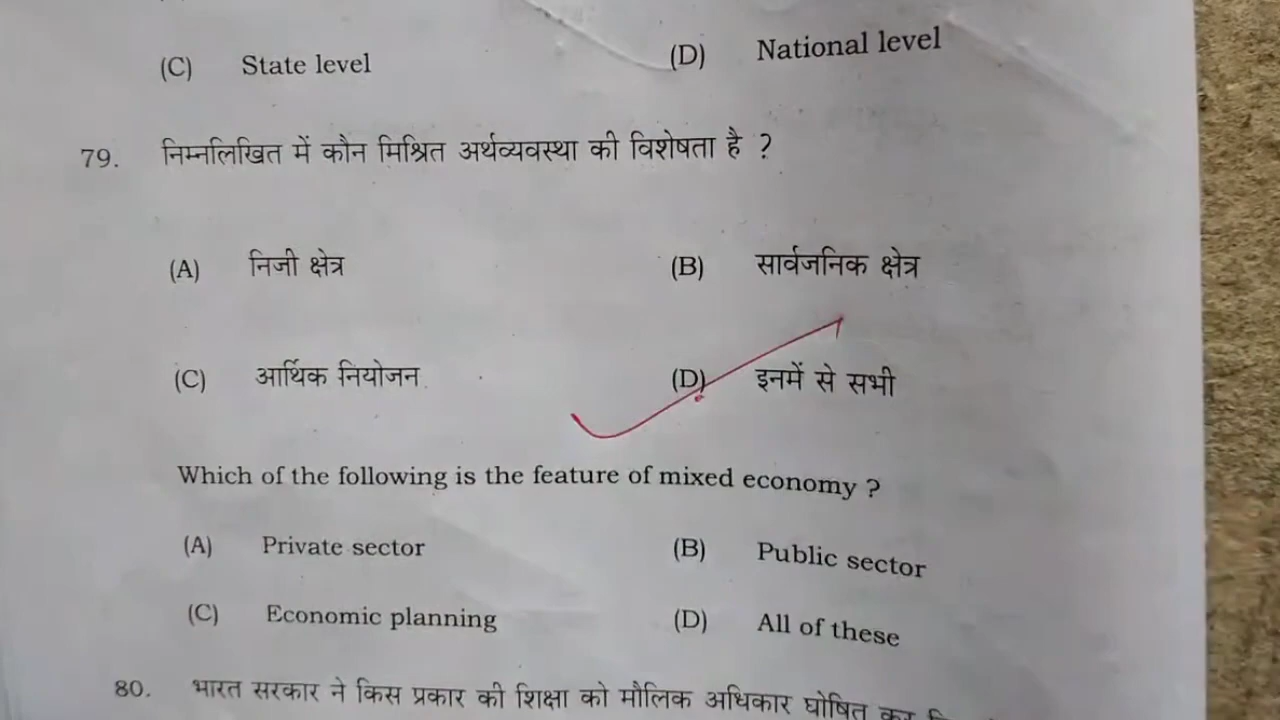 (C) State level (D) National level
79. निम्नलिखित में कौन मिश्रित अर्थव्यवस्था की विशेषता है ?
(A) निजी क्षेत्र (B) सार्वजनिक क्षेत्र
(C) आर्थिक नियोजन (D) इनमें से सभी
Which of the following is the feature of mixed economy ?
(A) Private sector (B) Public sector
(C) Economic planning (D) All of these
80. भारत सरकार ने किस प्रकार की शिक्षा को मौलिक अधिकार घोषित कर